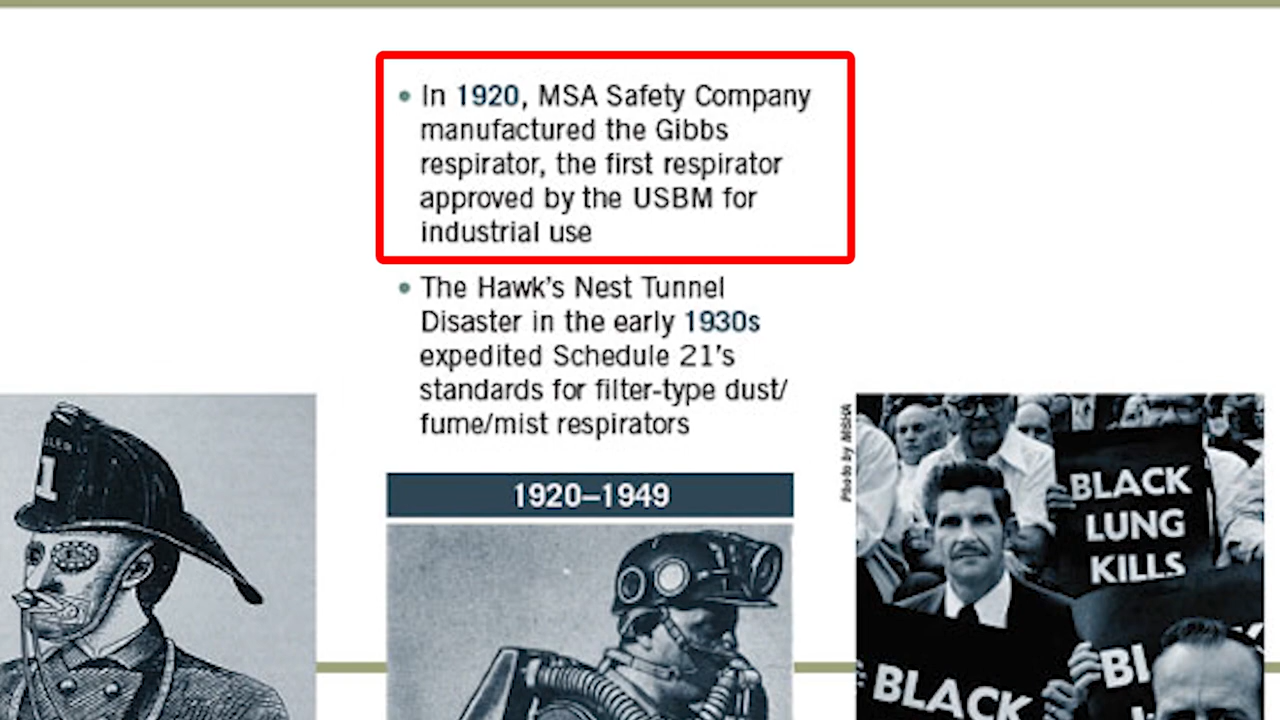 • In 1920, MSA Safety Company
manufactured the Gibbs
respirator, the first respirator
approved by the USBM for
industrial use
• The Hawk's Nest Tunnel
Disaster in the early 1930s
expedited Schedule 21's
standards for filter-type dust/
fume/mist respirators
1920–1949
1
Photo by MSHA
BLACK
LUNG
KILLS
BLACK